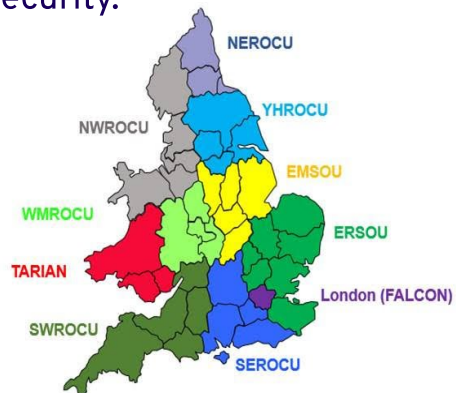 ecurity.
NEROCU
YHROCU
NWROCU
EMSOU
WMROCU
ERSOU
TARIAN
London (FALCON)
SWROCU
SEROCU